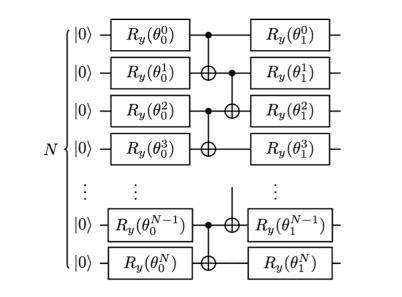 |0⟩ R_y(θ_0^0) R_y(θ_1^0)
|0⟩ R_y(θ_0^1) R_y(θ_1^1)
|0⟩ R_y(θ_0^2) R_y(θ_1^2)
N |0⟩ R_y(θ_0^3) R_y(θ_1^3)
⋮ ⋮ ⋮
|0⟩ R_y(θ_0^{N-1}) R_y(θ_1^{N-1})
|0⟩ R_y(θ_0^N) R_y(θ_1^N)